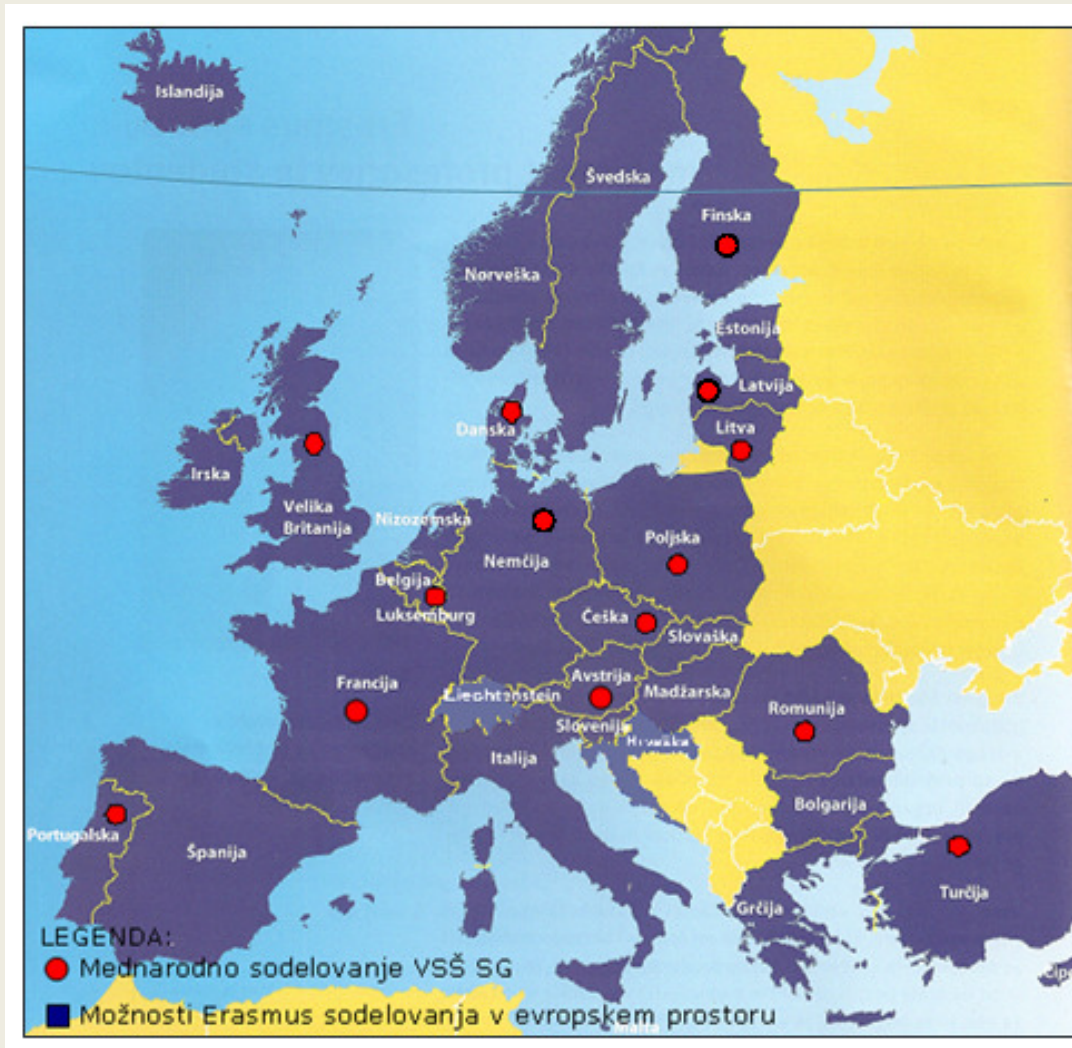 Islandija
Švedska
Finska
Norveška
Estonija
Latvija
Danska
Litva
Irska
Velika
Britanija
Nizozemska
Poljska
Nemčija
Belgija
Luksemburg
Češka
Slovaška
Avstrija
Francija
Liechtenstein
Madžarska
Romunija
Slovenija
Hrvaška
Italija
Bolgarija
Portugalska
Španija
Turčija
Grčija
LEGENDA:
Mednarodno sodelovanje VSŠ SG
Možnosti Erasmus sodelovanja v evropskem prostoru
Malta